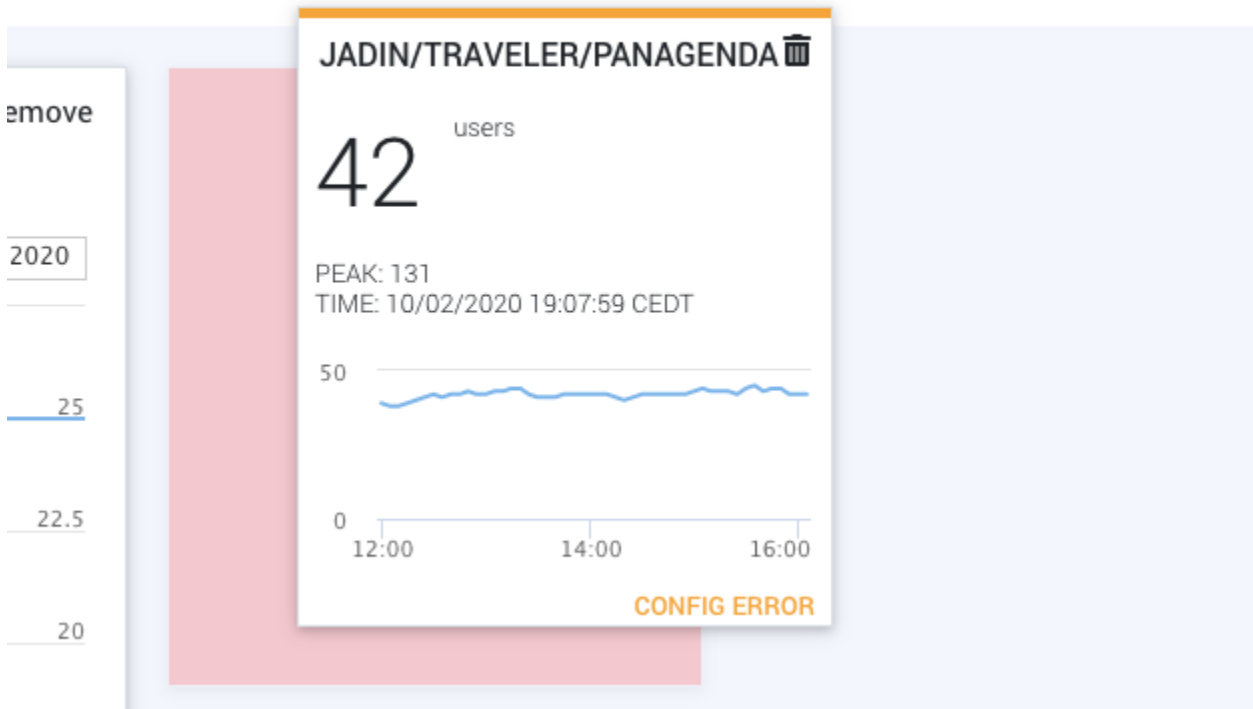 emove
2020
25
22.5
20
JADIN/TRAVELER/PANAGENDA
users
42
PEAK: 131
TIME: 10/02/2020 19:07:59 CEDT
50
0
12:00 14:00 16:00
CONFIG ERROR